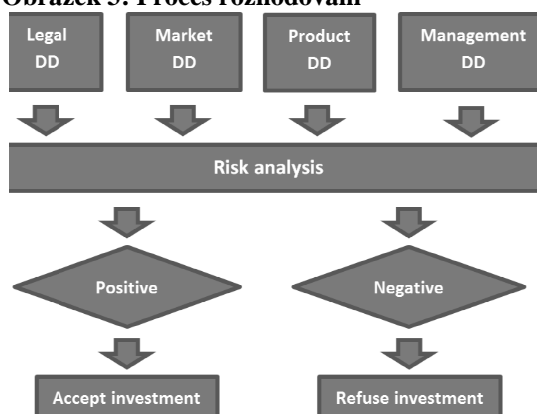 Obrázek : Proces rozhodování
Legal
DD
Market
DD
Product
DD
Management
DD
Risk analysis
Positive
Negative
Accept investment
Refuse investment